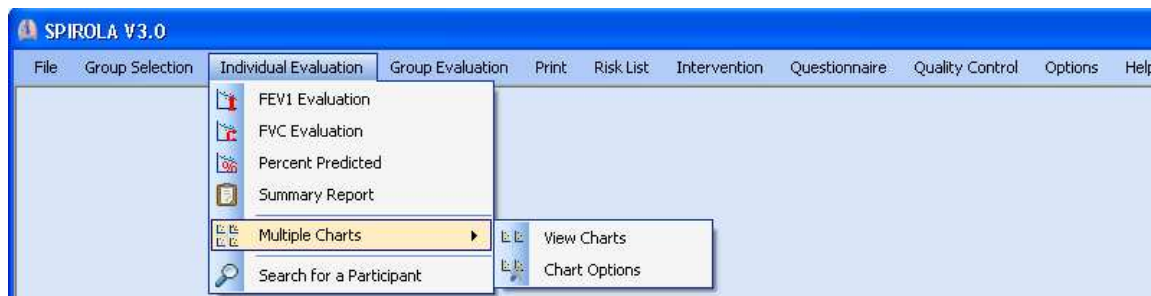 SPIROLA V3.0
File Group Selection Individual Evaluation Group Evaluation Print Risk List Intervention Questionnaire Quality Control Options Help
FEV1 Evaluation
FVC Evaluation
Percent Predicted
Summary Report
Multiple Charts
View Charts
Search for a Participant
Chart Options